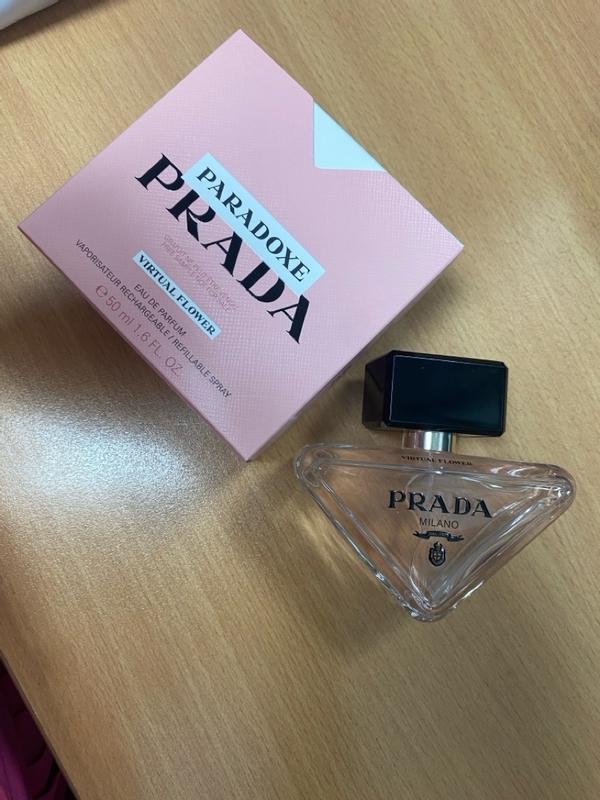 PARADOXE
PRADA
VIRTUAL FLOWER
EAU DE PARFUM
VAPORISATEUR RECHARGEABLE / REFILLABLE SPRAY
℮ 50 ml 1.6 FL. OZ.
VIRTUAL FLOWER
PRADA
MILANO